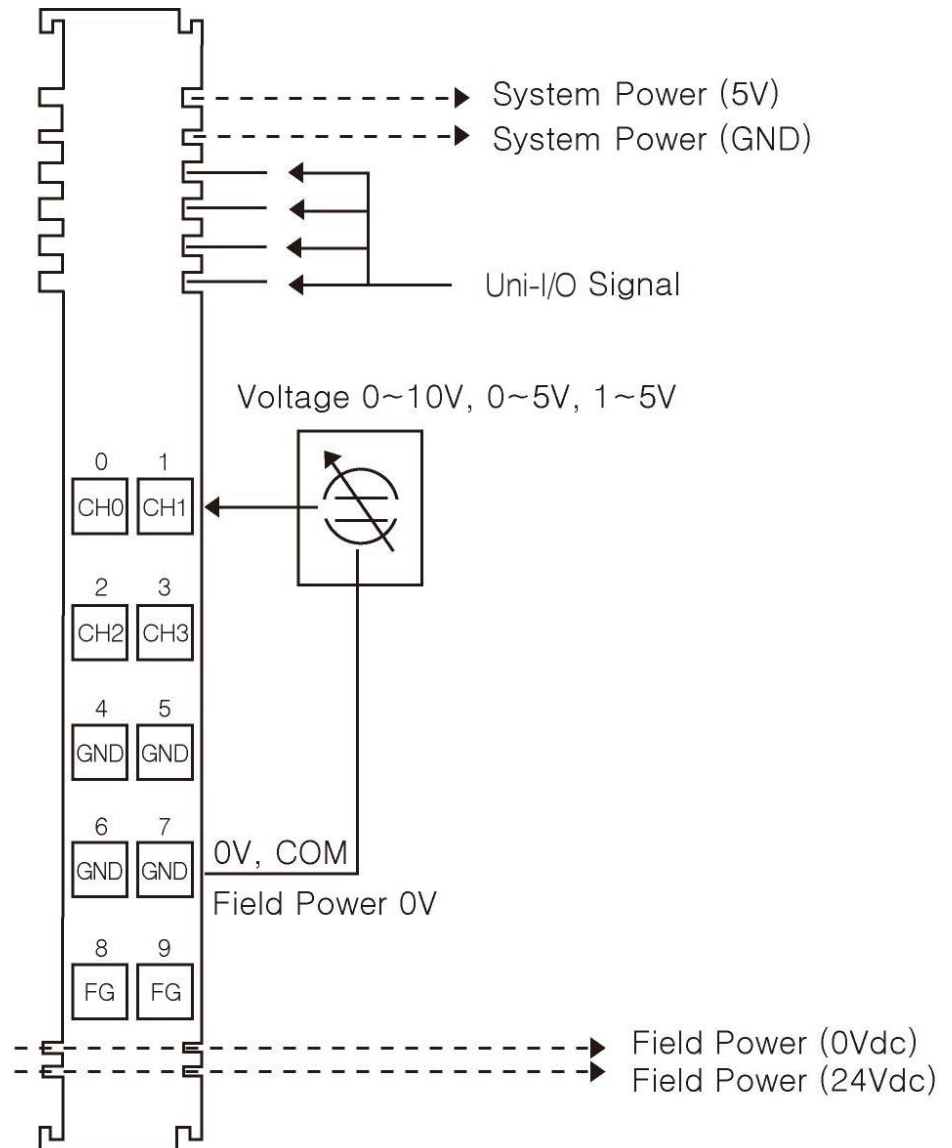 System Power (5V)
System Power (GND)
Uni-I/O Signal
Voltage 0~10V, 0~5V, 1~5V
0 1
CH0 CH1
2 3
CH2 CH3
4 5
GND GND
6 7
GND GND
0V, COM
Field Power 0V
8 9
FG FG
Field Power (0Vdc)
Field Power (24Vdc)